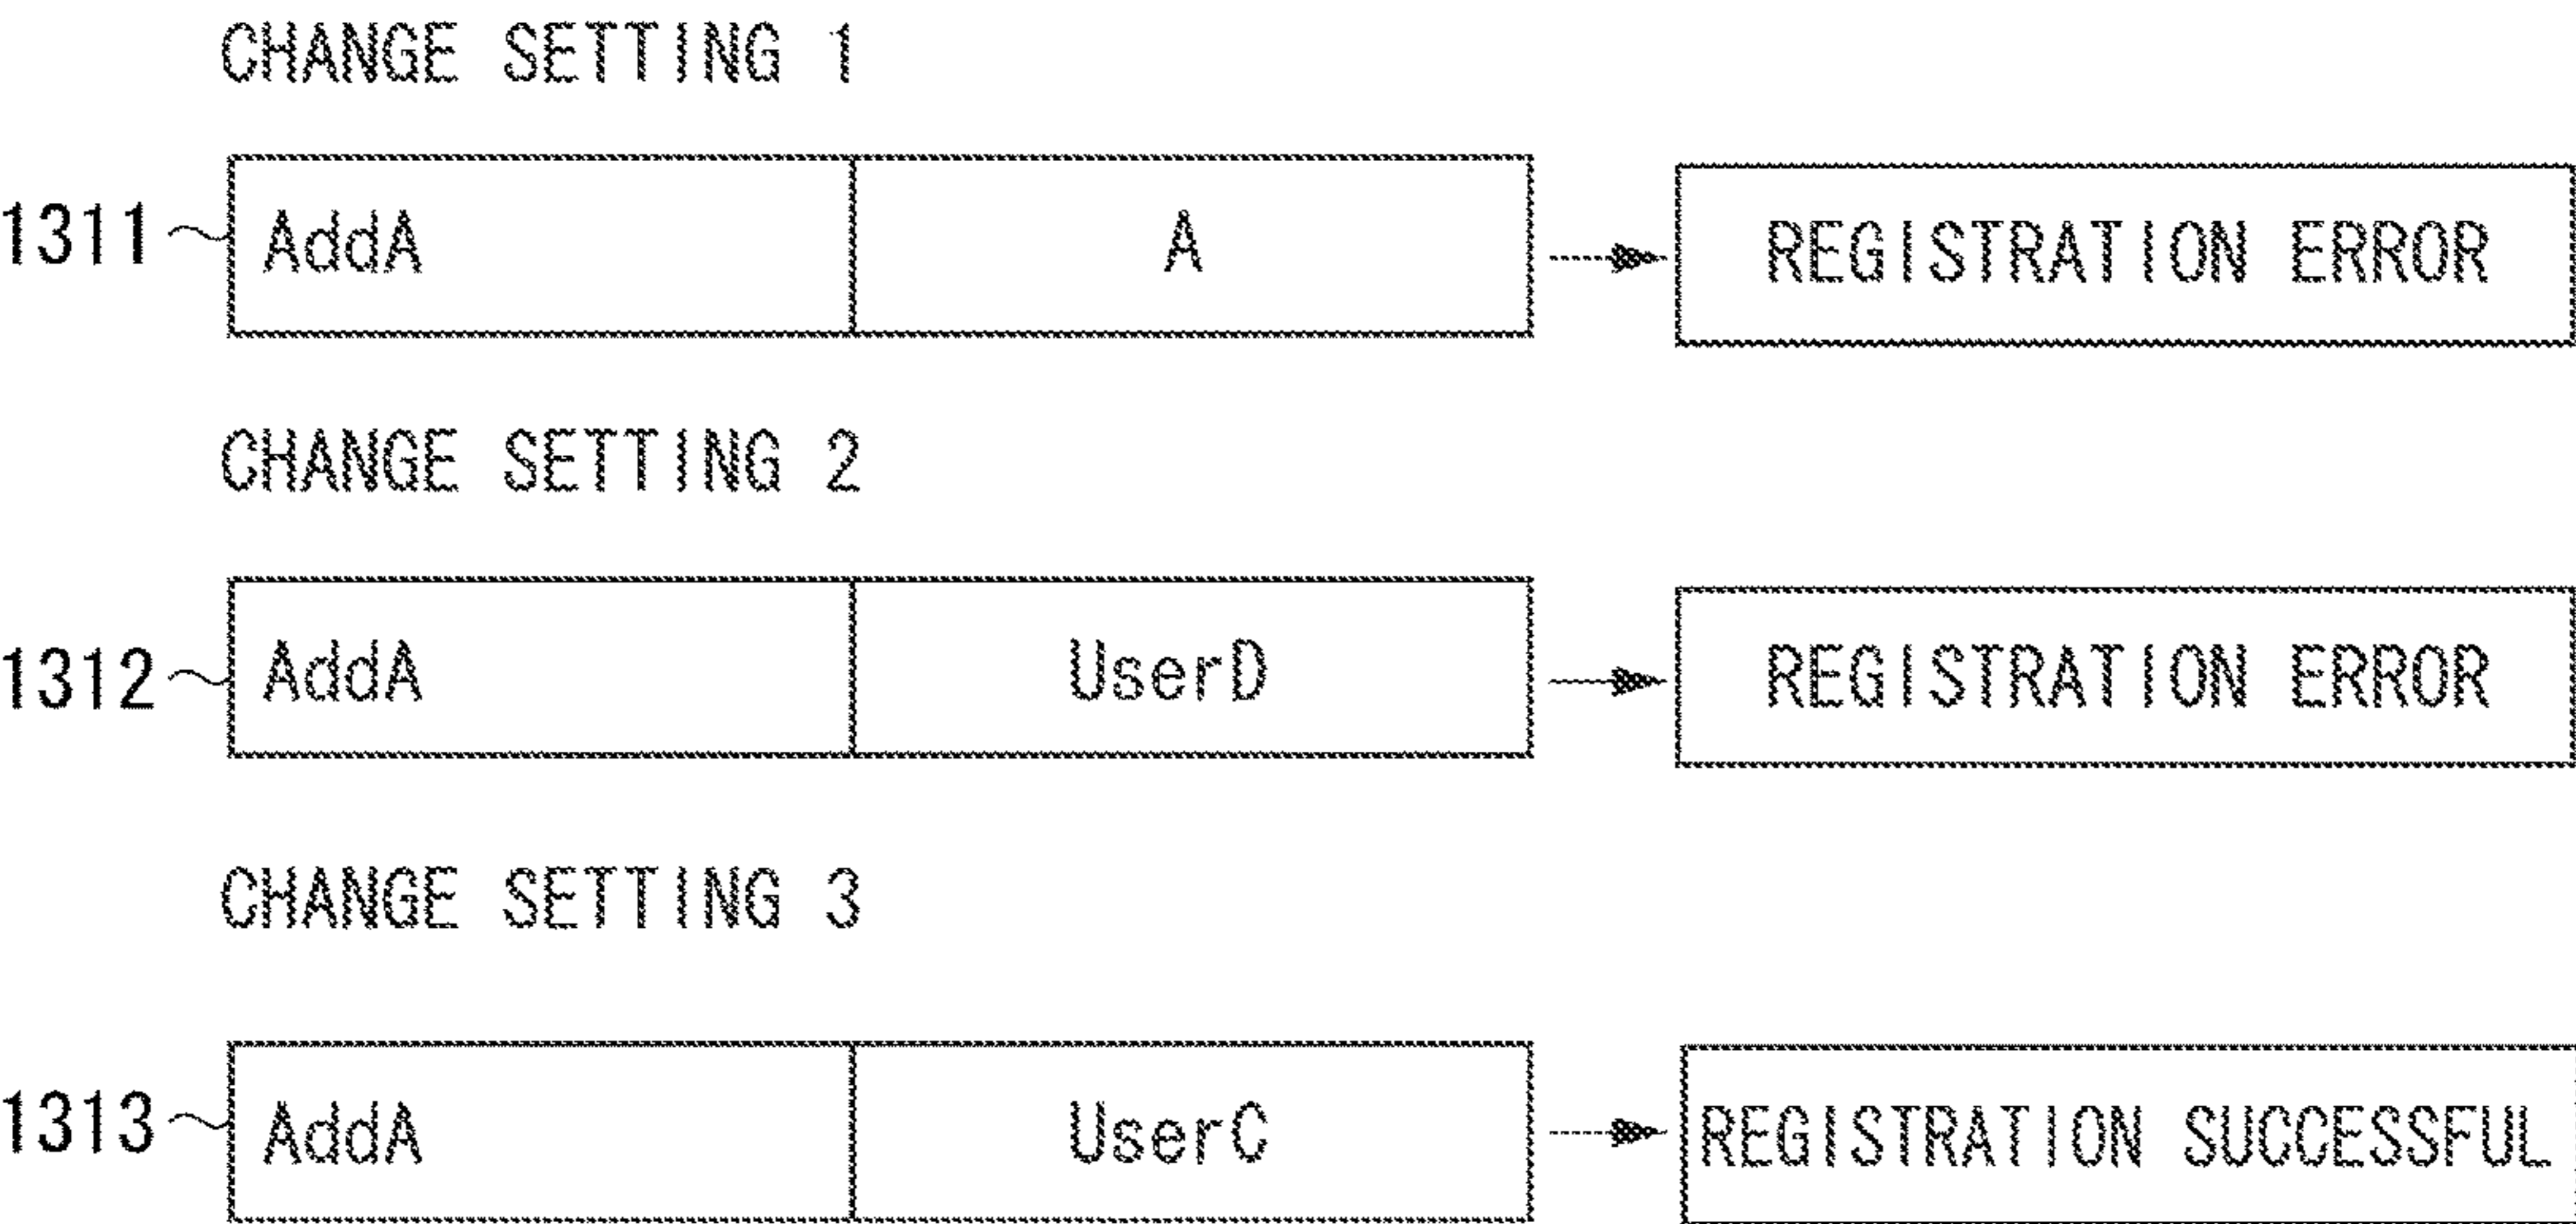 CHANGE SETTING 1
1311 AddA A REGISTRATION ERROR
CHANGE SETTING 2
1312 AddA UserD REGISTRATION ERROR
CHANGE SETTING 3
1313 AddA UserC REGISTRATION SUCCESSFUL